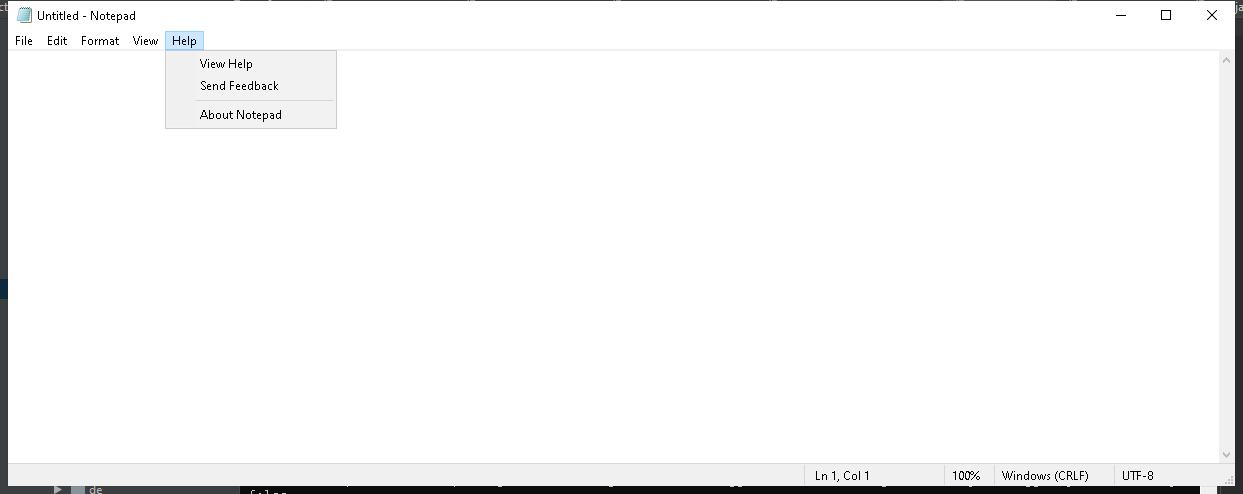 Untitled - Notepad
File Edit Format View Help
View Help
Send Feedback
About Notepad
Ln 1, Col 1 100% Windows (CRLF) UTF-8
de